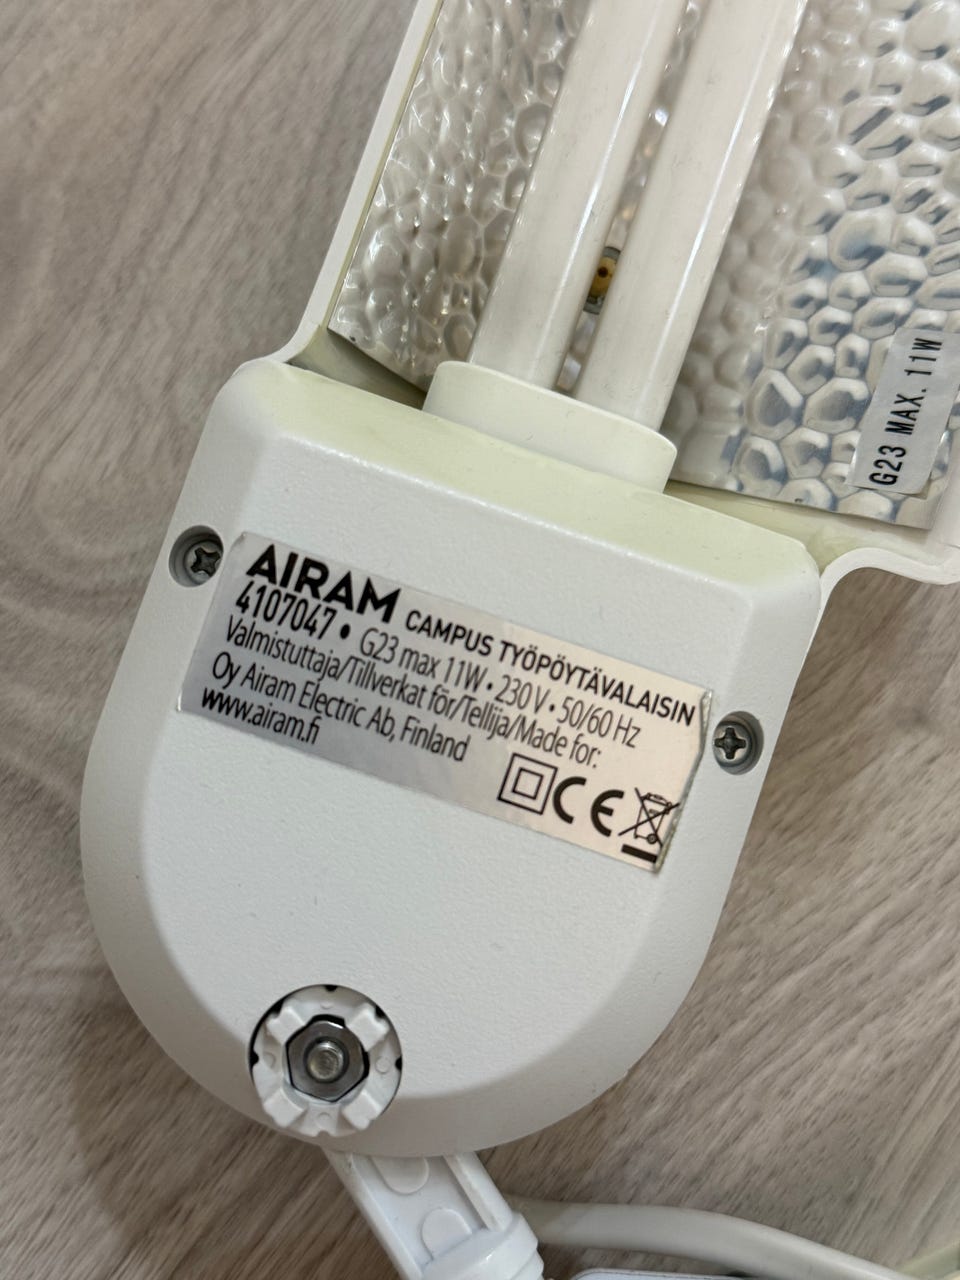 G23 MAX. 11W
AIRAM CAMPUS TYÖPÖYTÄVALAISIN
4107047 • G23 max 11W • 230 V • 50/60 Hz
Valmistuttaja/Tillverkat för/Tellija/Made for:
Oy Airam Electric Ab, Finland
www.airam.fi
CE